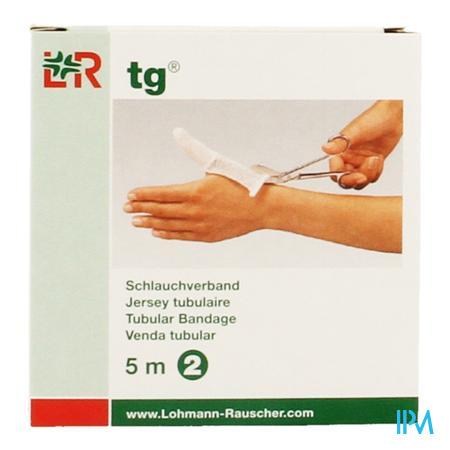 L&R tg®
Schlauchverband
Jersey tubulaire
Tubular Bandage
Venda tubular
5 m 2
www.Lohmann-Rauscher.com
IPM